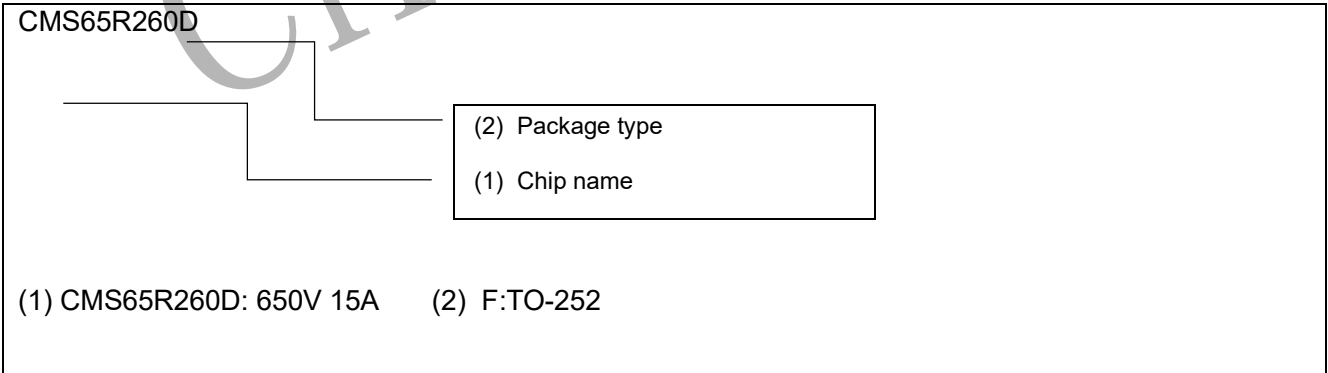 CMS65R260D
(2) Package type
(1) Chip name
(1) CMS65R260D: 650V 15A (2) F:TO-252